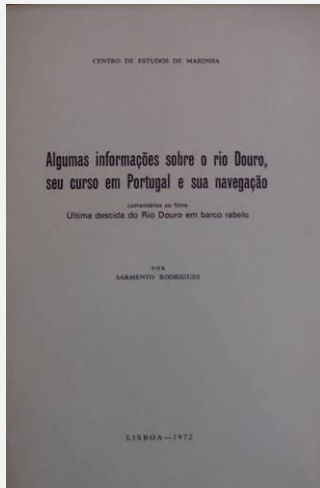 CENTRO DE ESTUDOS DE MARINHA
Algumas informações sobre o rio Douro,
seu curso em Portugal e sua navegação
comentários ao filme
Última descida do Rio Douro em barco rabelo
POR
SARMENTO RODRIGUES
LISBOA — 1972